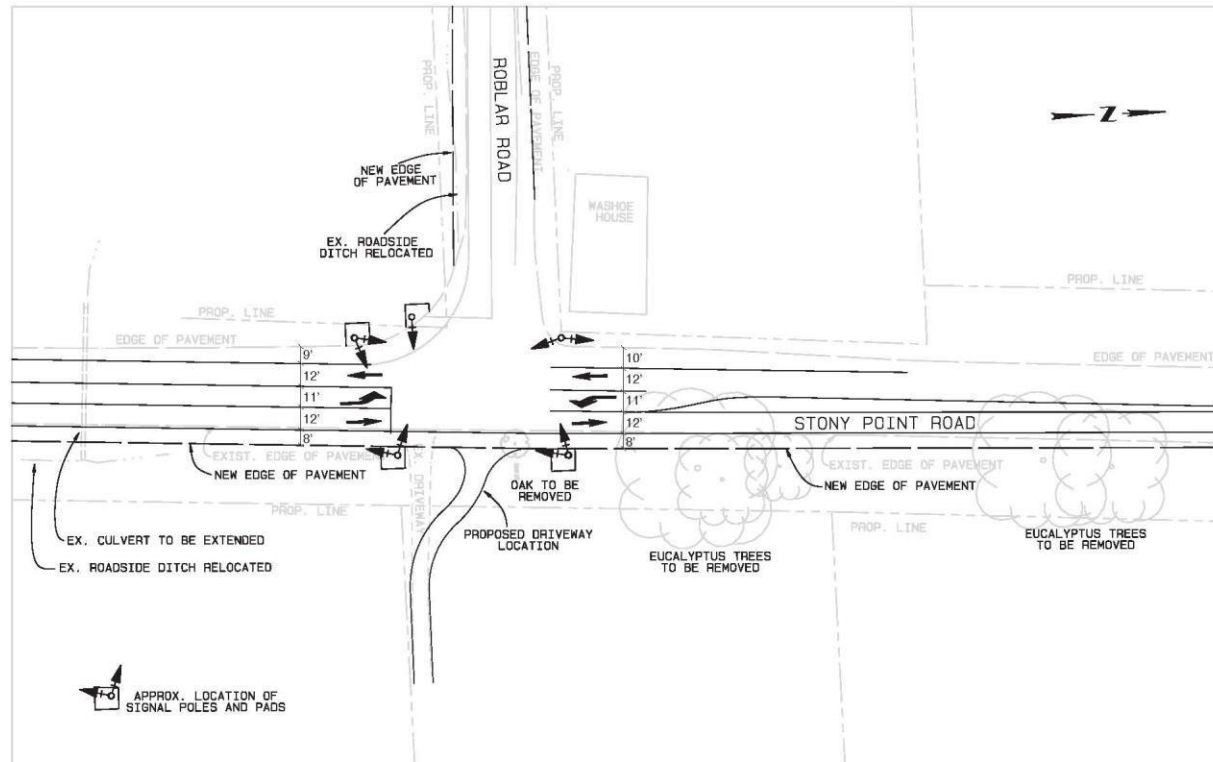 ROBLAR ROAD
PROP. LINE
EDGE OF PAVEMENT
PROP. LINE
Z
NEW EDGE
OF PAVEMENT
WASHOE
HOUSE
EX. ROADSIDE
DITCH RELOCATED
PROP. LINE
PROP. LINE
EDGE OF PAVEMENT
EDGE OF PAVEMENT
9'
12'
11'
12'
8'
10'
12'
11'
12'
8'
STONY POINT ROAD
EXIST. EDGE OF PAVEMENT
EXIST. EDGE OF PAVEMENT
NEW EDGE OF PAVEMENT
EX. DRIVEWAY
OAK TO BE
REMOVED
NEW EDGE OF PAVEMENT
PROP. LINE
PROP. LINE
EX. CULVERT TO BE EXTENDED
PROPOSED DRIVEWAY
LOCATION
EUCALYPTUS TREES
TO BE REMOVED
EUCALYPTUS TREES
TO BE REMOVED
EX. ROADSIDE DITCH RELOCATED
APPROX. LOCATION OF
SIGNAL POLES AND PADS